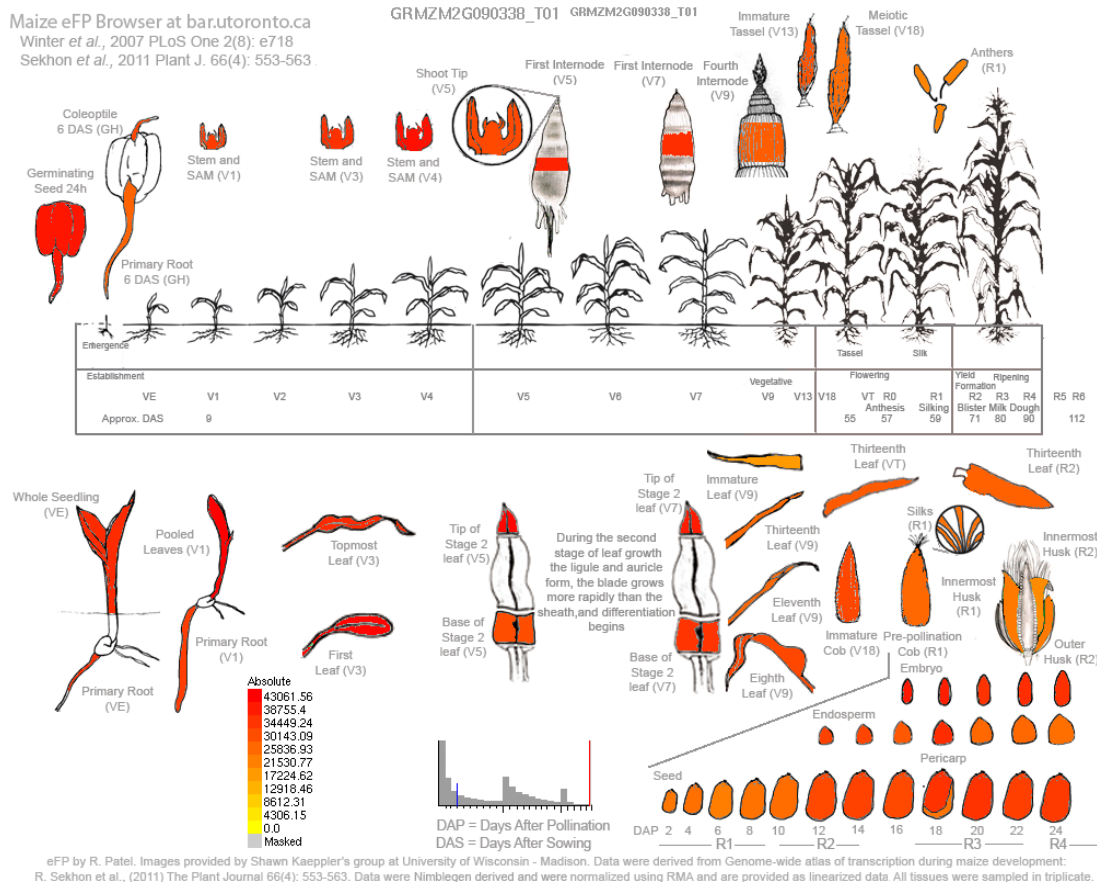 Maize eFP Browser at bar.utoronto.ca
Winter et al., 2007 PLoS One 2(8): e718
Sekhon et al., 2011 Plant J. 66(4): 553-563
GRMZM2G090338_T01 GRMZM2G090338_T01
Immature
Tassel (V13)
Meiotic
Tassel (V18)
Anthers
(R1)
Shoot Tip
(V5)
First Internode
(V5)
First Internode
(V7)
Fourth
Internode
(V9)
Coleoptile
6 DAS (GH)
Germinating
Seed 24h
Stem and
SAM (V1)
Stem and
SAM (V3)
Stem and
SAM (V4)
Primary Root
6 DAS (GH)
Emergence
Tassel Silk
Establishment
Vegetative
Flowering
Yield
Formation
Ripening
VE V1 V2 V3 V4 V5 V6 V7 V9 V13 V18 VT R0 R1 R2 R3 R4 R5 R6
Anthesis Silking Blister Milk Dough
Approx. DAS 9 55 57 59 71 80 90 112
Whole Seedling
(VE)
Pooled
Leaves (V1)
Topmost
Leaf (V3)
Tip of
Stage 2
leaf (V5)
During the second
stage of leaf growth
the ligule and auricle
form, the blade grows
more rapidly than the
sheath,and differentiation
begins
Tip of
Stage 2
leaf (V7)
Immature
Leaf (V9)
Thirteenth
Leaf (VT)
Thirteenth
Leaf (R2)
Thirteenth
Leaf (V9)
Silks
(R1)
Innermost
Husk (R2)
Eleventh
Leaf (V9)
Innermost
Husk (R1)
Primary Root
(V1)
First
Leaf (V3)
Base of
Stage 2
leaf (V5)
Base of
Stage 2
leaf (V7)
Eighth
Leaf (V9)
Immature
Cob (V18)
Pre-pollination
Cob (R1)
Outer
Husk (R2)
Primary Root
(VE)
Embryo
Endosperm
Pericarp
Seed
Absolute
43061.56
38755.4
34449.24
30143.09
25836.93
21530.77
17224.62
12918.46
8612.31
4306.15
0.0
Masked
DAP = Days After Pollination
DAS = Days After Sowing
DAP 2 4 6 8 10 12 14 16 18 20 22 24
R1 R2 R3 R4
eFP by R. Patel. Images provided by Shawn Kaeppler's group at University of Wisconsin - Madison. Data were derived from Genome-wide atlas of transcription during maize development:
R. Sekhon et al., (2011) The Plant Journal 66(4): 553-563. Data were Nimblegen derived and were normalized using RMA and are provided as linearized data. All tissues were sampled in triplicate.